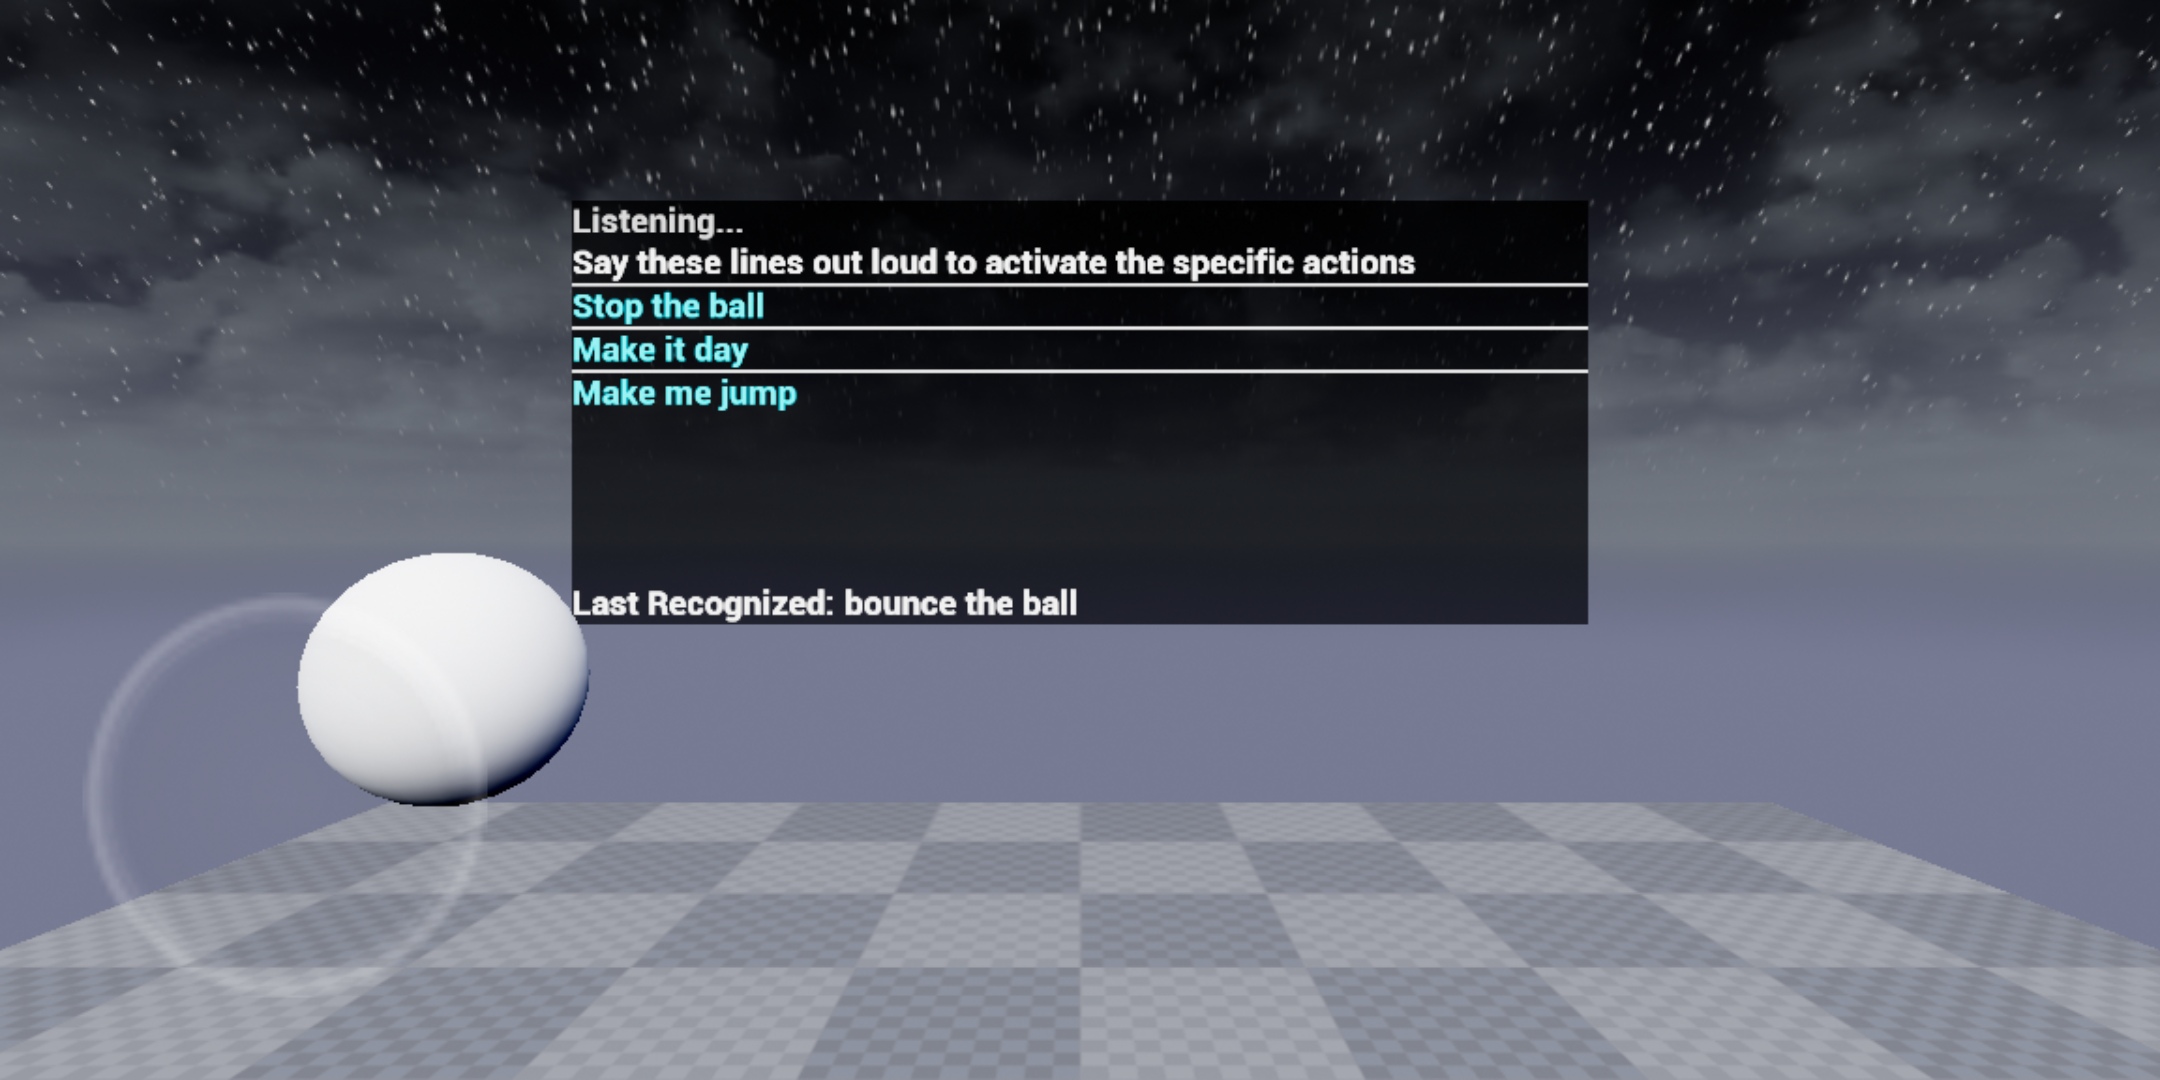 Listening...
Say these lines out loud to activate the specific actions
Stop the ball
Make it day
Make me jump
Last Recognized: bounce the ball